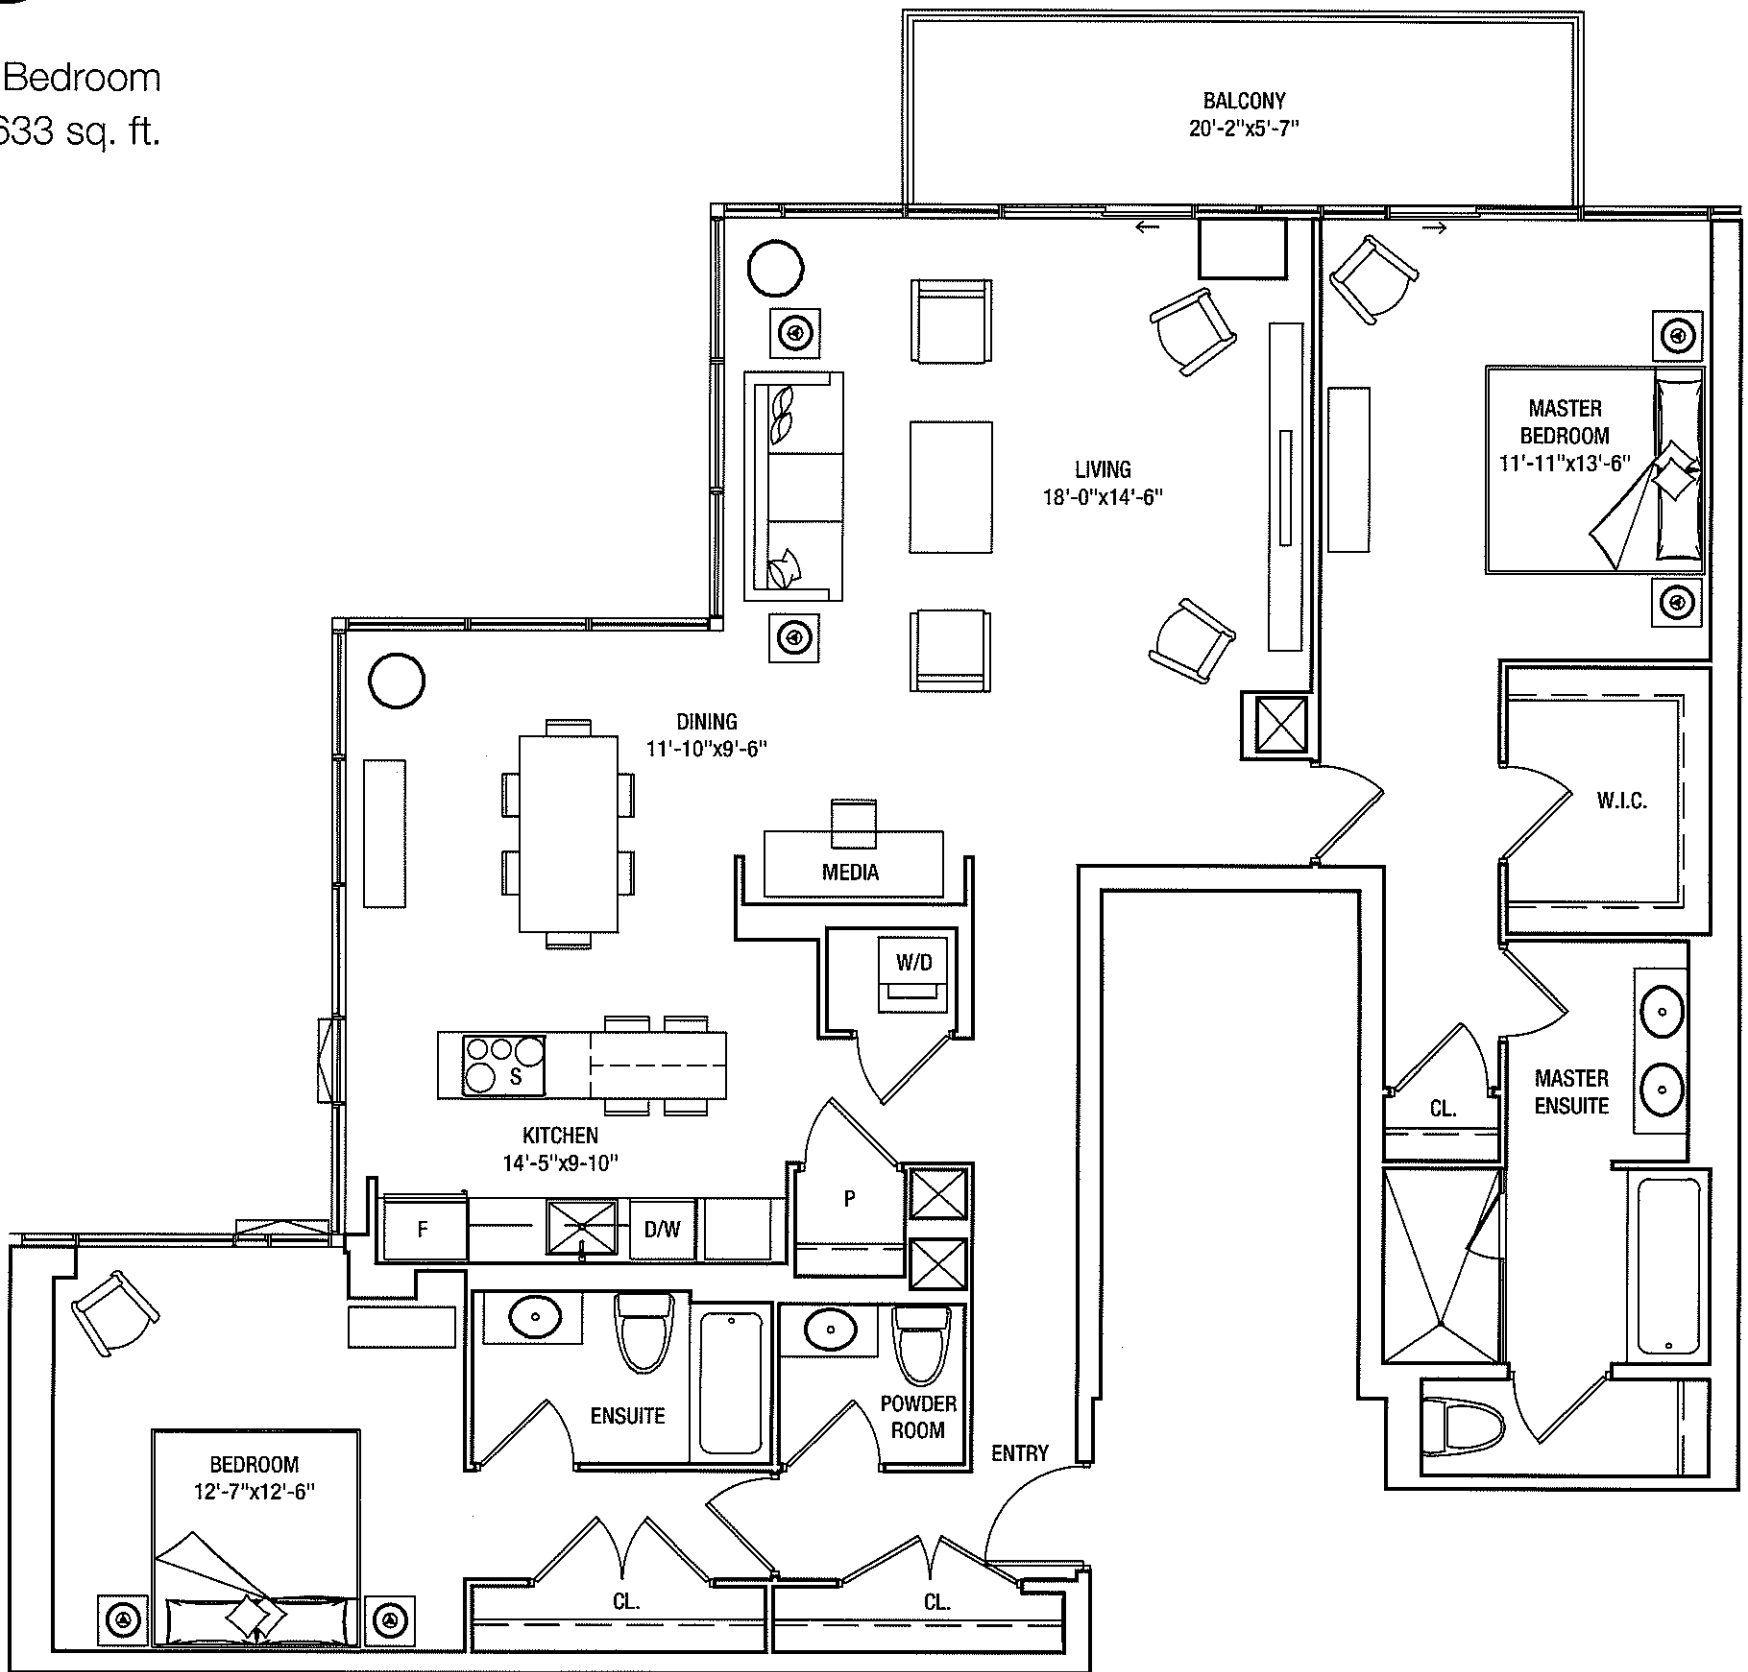 Bedroom
633 sq. ft.
BALCONY
20'-2"x5'-7"
MASTER
BEDROOM
11'-11"x13'-6"
LIVING
18'-0"x14'-6"
DINING
11'-10"x9'-6"
W.I.C.
MEDIA
W/D
S
MASTER
ENSUITE
CL.
KITCHEN
14'-5"x9-10"
P
F
D/W
POWDER
ROOM
ENSUITE
ENTRY
BEDROOM
12'-7"x12'-6"
CL.
CL.